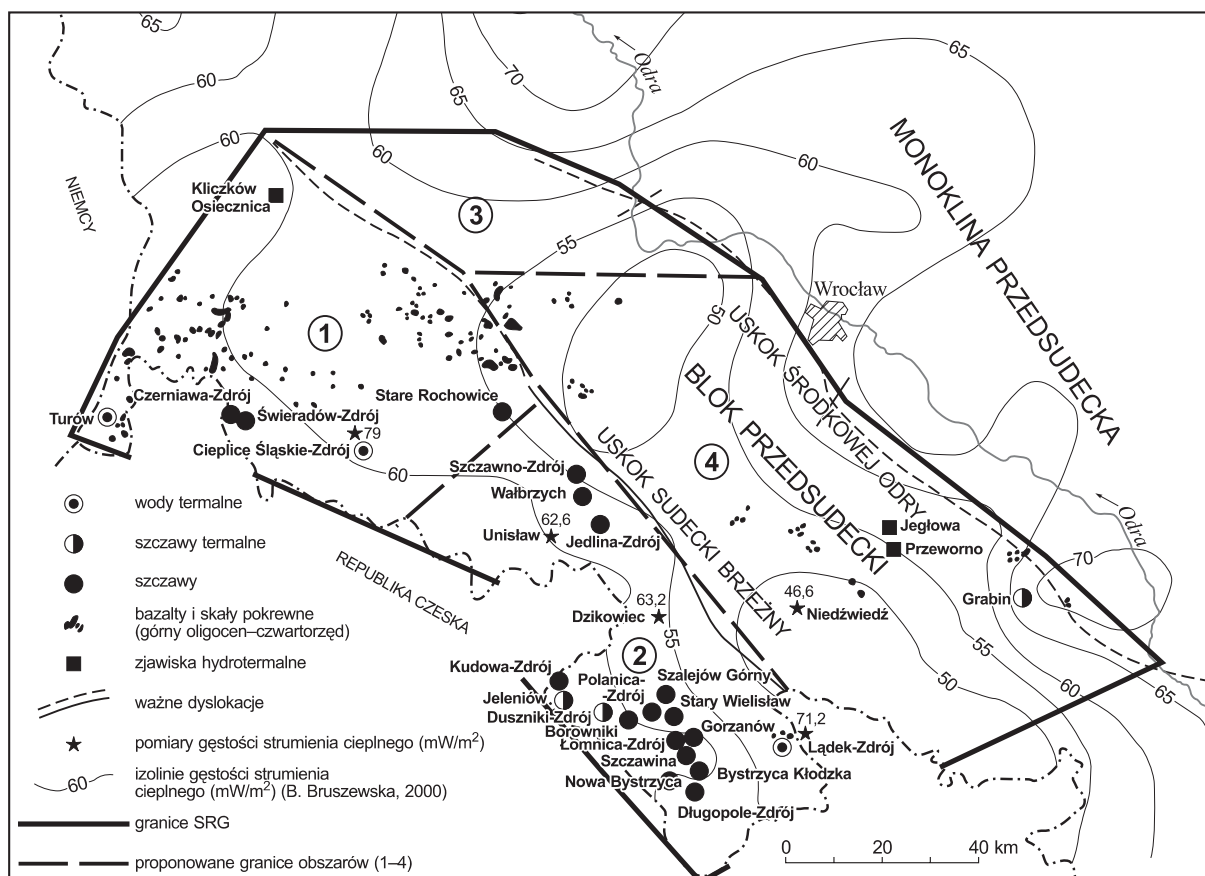 65
60
70
65
65
Odra
60
60
60
NIEMCY
Kliczków
Osiecznica
3
MONOKLINA PRZEDSUDECKA
55
50
Wrocław
1
USKOK ŚRODKOWEJ ODRY
BLOK PRZEDSUDECKI
Czerniawa-Zdrój
Stare Rochowice
Turów
Świeradów-Zdrój
79
Cieplice Śląskie-Zdrój
60
USKOK SUDECKI BRZEŻNY
4
Szczawno-Zdrój
Wałbrzych
62,6
Unisław
Jedlina-Zdrój
Jegłowa
Przeworno
Odra
70
REPUBLIKA CZESKA
63,2
Dzikowiec
46,6
Niedźwiedź
Grabin
55
2
Kudowa-Zdrój
Polanica-
-Zdrój
Szalejów Górny
Jeleniów
Stary Wielisław
Duszniki-Zdrój
Borowniki
Gorzanów
71,2
Łomnica-Zdrój
Lądek-Zdrój
Szczawina
Nowa Bystrzyca
Bystrzyca Kłodzka
Długopole-Zdrój
50
55
60
65
wody termalne
szczawy termalne
szczawy
bazalty i skały pokrewne
(górny oligocen–czwartorzęd)
zjawiska hydrotermalne
ważne dyslokacje
pomiary gęstości strumienia cieplnego (mW/m²)
60
izolinie gęstości strumienia
cieplnego (mW/m²) (B. Bruszewska, 2000)
granice SRG
proponowane granice obszarów (1–4)
0 20 40 km